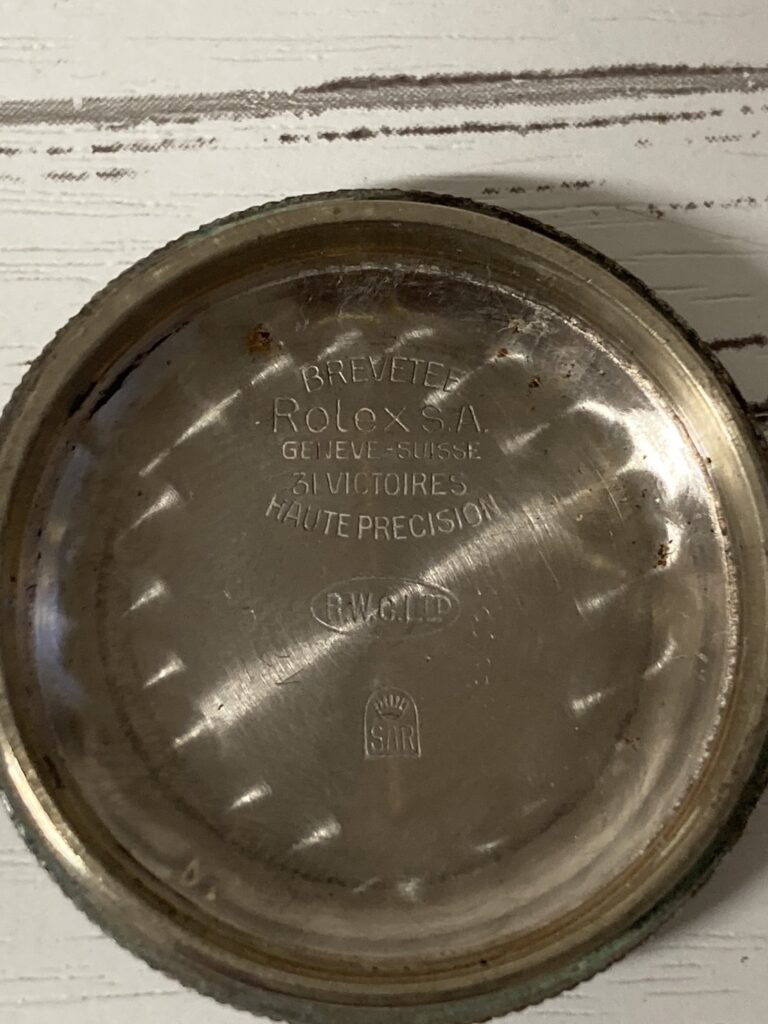 BREVETEE
Rolex S.A.
GENEVE-SUISSE
31 VICTOIRES
HAUTE PRECISION
R.W.C.LTD
SAR